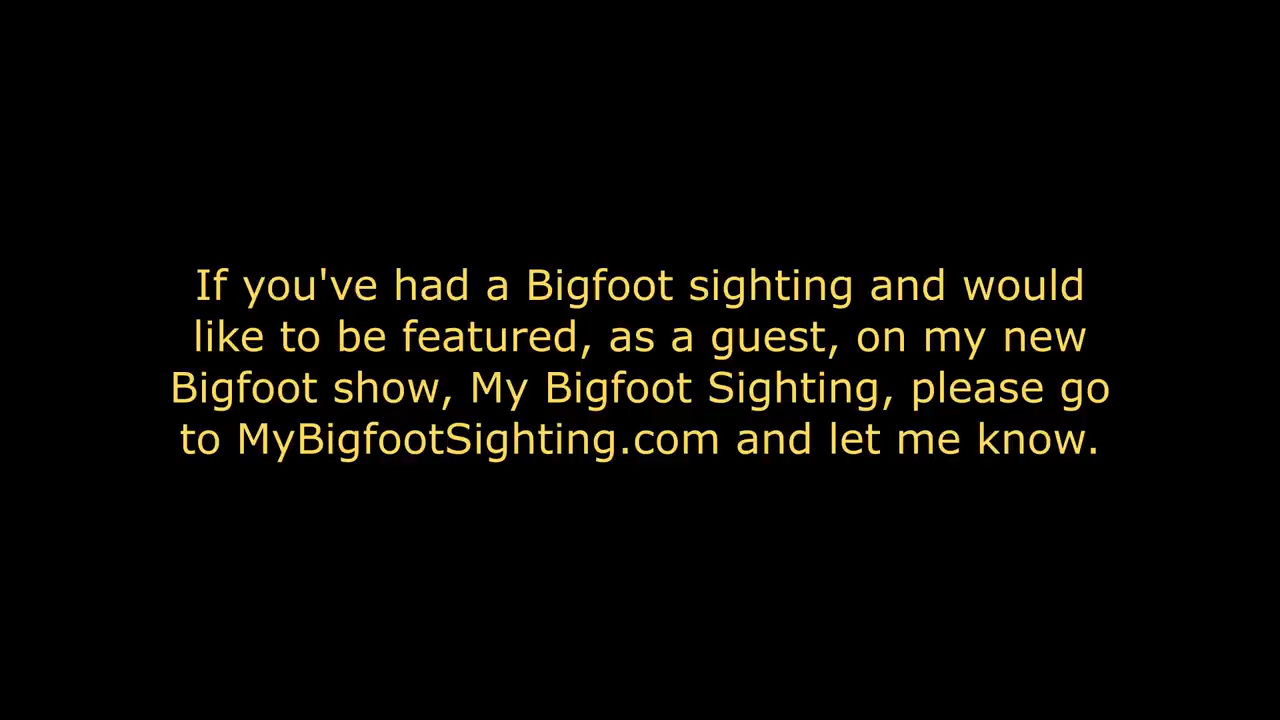 If you've had a Bigfoot sighting and would
like to be featured, as a guest, on my new
Bigfoot show, My Bigfoot Sighting, please go
to MyBigfootSighting.com and let me know.